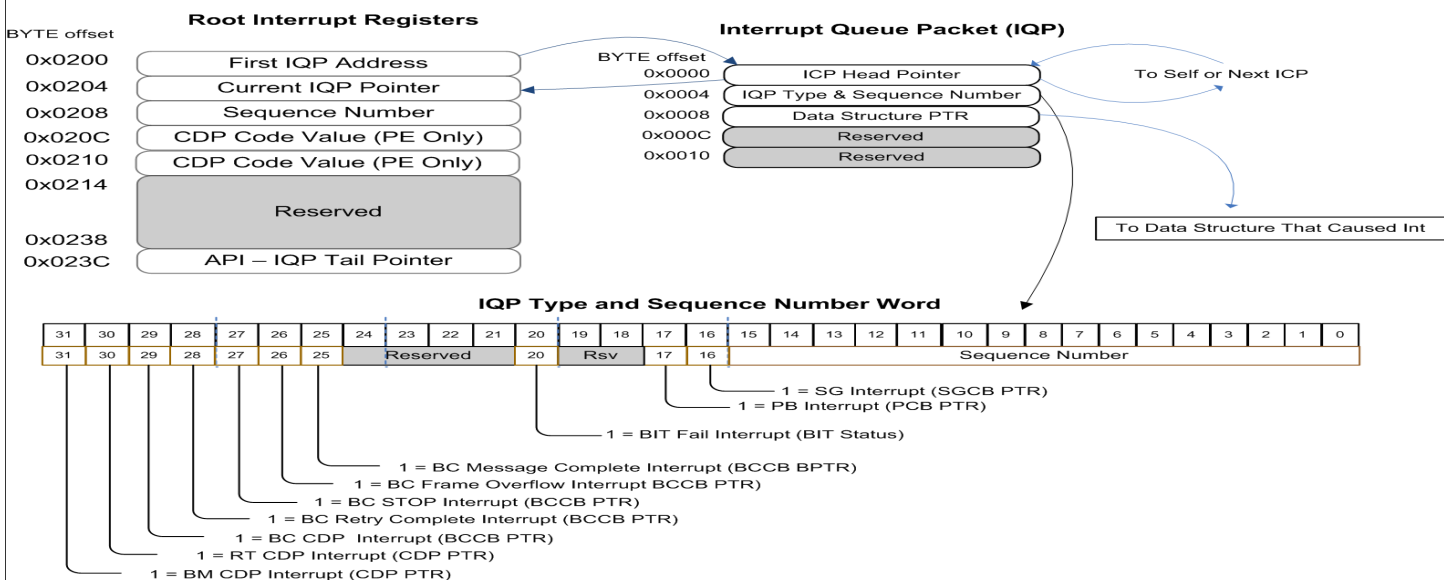 Root Interrupt Registers
BYTE offset
0x0200 First IQP Address
0x0204 Current IQP Pointer
0x0208 Sequence Number
0x020C CDP Code Value (PE Only)
0x0210 CDP Code Value (PE Only)
0x0214
Reserved
0x0238
0x023C API – IQP Tail Pointer
Interrupt Queue Packet (IQP)
BYTE offset
0x0000 ICP Head Pointer
0x0004 IQP Type & Sequence Number
0x0008 Data Structure PTR
0x000C Reserved
0x0010 Reserved
To Self or Next ICP
To Data Structure That Caused Int
IQP Type and Sequence Number Word
31 30 29 28 27 26 25 24 23 22 21 20 19 18 17 16 15 14 13 12 11 10 9 8 7 6 5 4 3 2 1 0
31 30 29 28 27 26 25 Reserved 20 Rsv 17 16 Sequence Number
1 = SG Interrupt (SGCB PTR)
1 = PB Interrupt (PCB PTR)
1 = BIT Fail Interrupt (BIT Status)
1 = BC Message Complete Interrupt (BCCB BPTR)
1 = BC Frame Overflow Interrupt BCCB PTR)
1 = BC STOP Interrupt (BCCB PTR)
1 = BC Retry Complete Interrupt (BCCB PTR)
1 = BC CDP Interrupt (BCCB PTR)
1 = RT CDP Interrupt (CDP PTR)
1 = BM CDP Interrupt (CDP PTR)